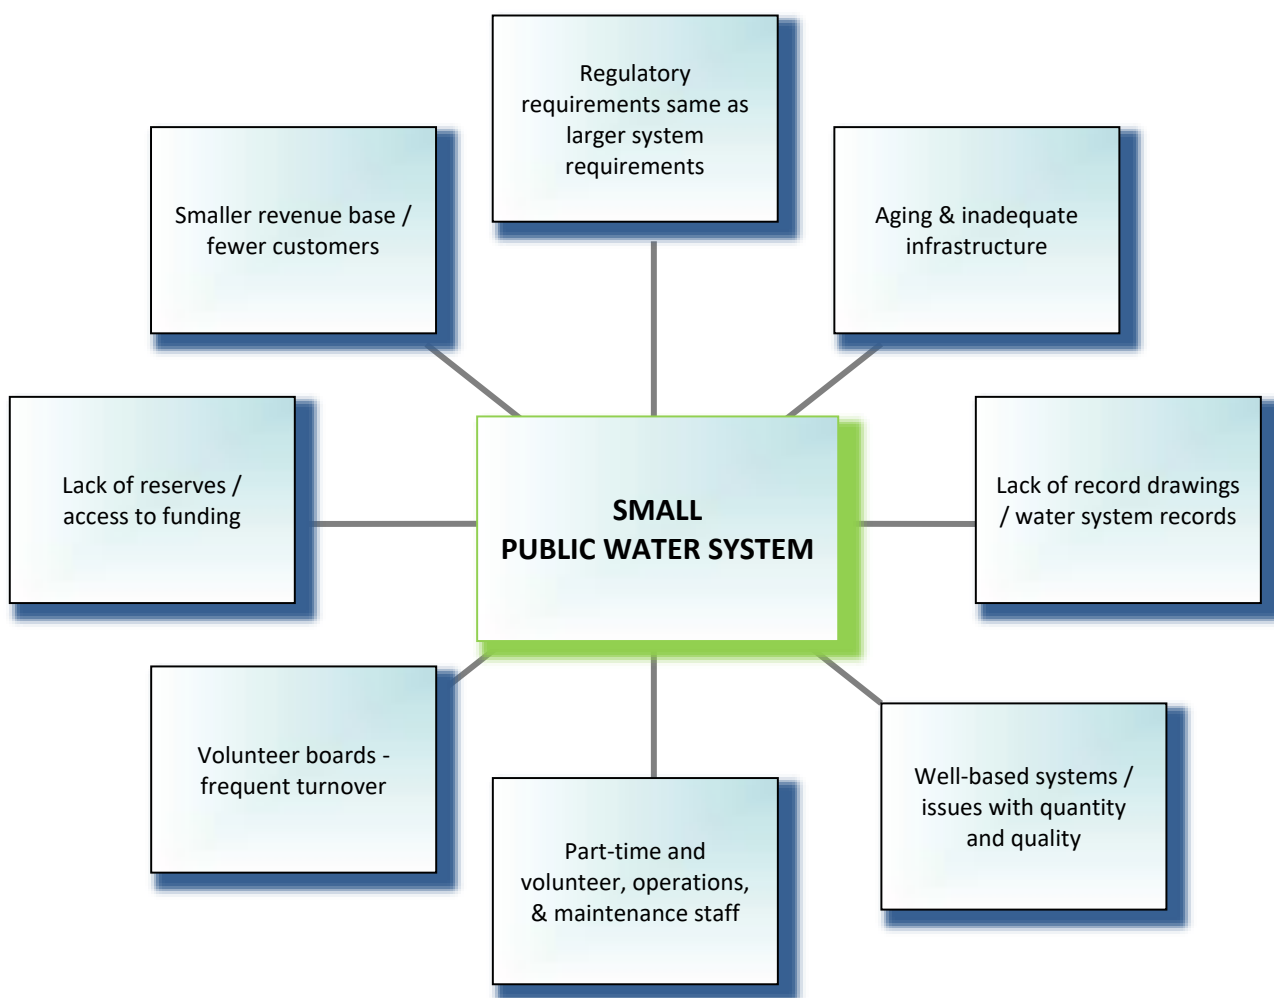 Regulatory
requirements same as
larger system
requirements
Smaller revenue base /
fewer customers
Aging & inadequate
infrastructure
Lack of reserves /
access to funding
SMALL
PUBLIC WATER SYSTEM
Lack of record drawings
/ water system records
Volunteer boards -
frequent turnover
Part-time and
volunteer, operations,
& maintenance staff
Well-based systems /
issues with quantity
and quality